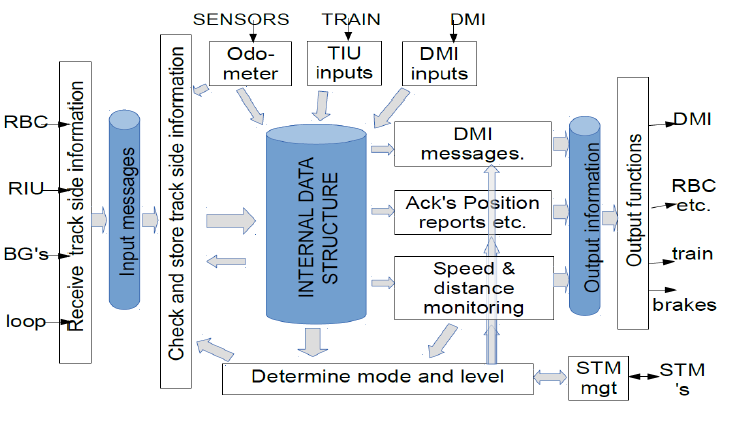 SENSORS
TRAIN
DMI
Odo-
meter
TIU
inputs
DMI
inputs
RBC
RIU
BG's
loop
Receive track side information
Input messages
Check and store track side information
INTERNAL DATA
STRUCTURE
DMI
messages.
Ack's Position
reports etc.
Speed &
distance
monitoring
Output information
Output functions
DMI
RBC
etc.
train
brakes
Determine mode and level
STM
mgt
STM
's